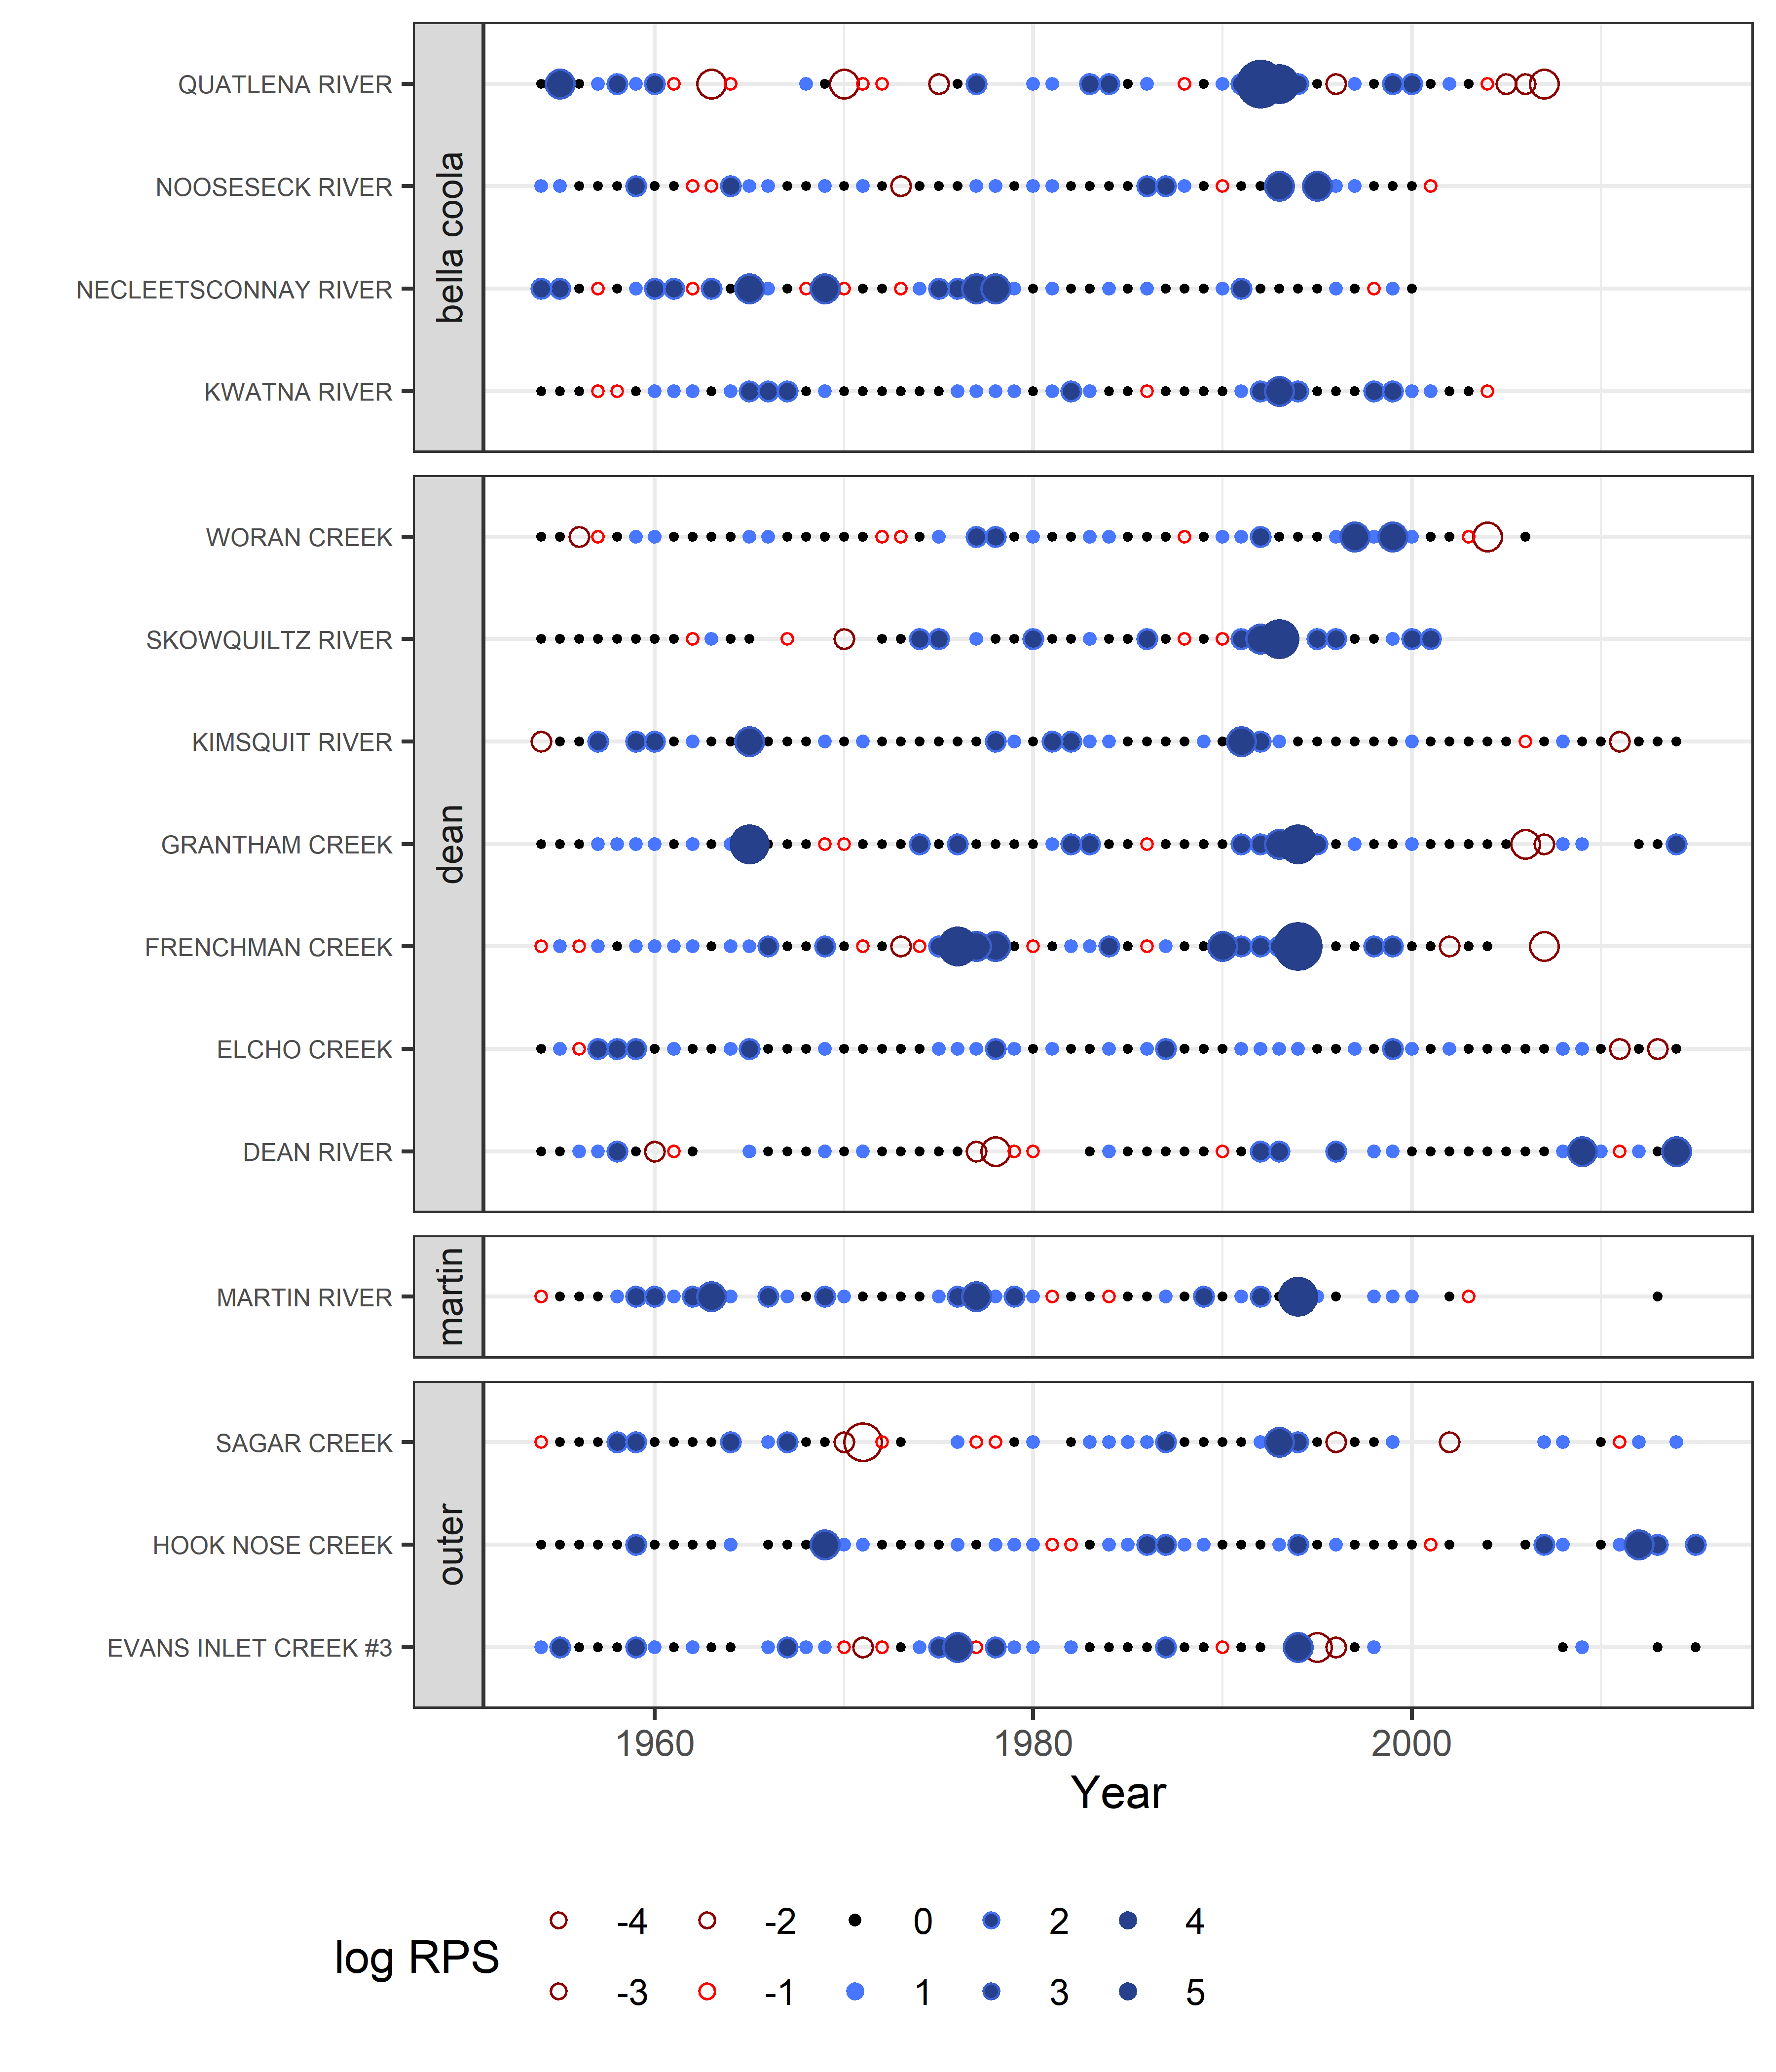 QUATLENA RIVER
NOOSESECK RIVER
NECLEETSCONNAY RIVER
KWATNA RIVER
bella coola
WORAN CREEK
SKOWQUILTZ RIVER
KIMSQUIT RIVER
GRANTHAM CREEK
FRENCHMAN CREEK
ELCHO CREEK
DEAN RIVER
dean
MARTIN RIVER
martin
SAGAR CREEK
HOOK NOSE CREEK
EVANS INLET CREEK #3
outer
1960 1980 2000
Year
log RPS
-4 -2 0 2 4
-3 -1 1 3 5